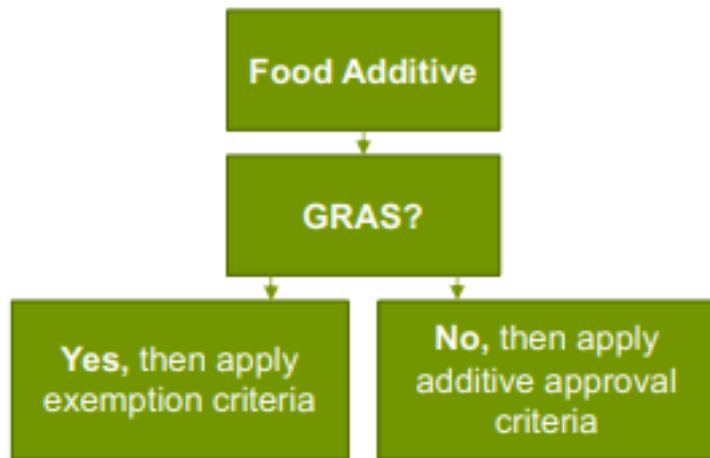 Food Additive
GRAS?
Yes, then apply
exemption criteria
No, then apply
additive approval
criteria